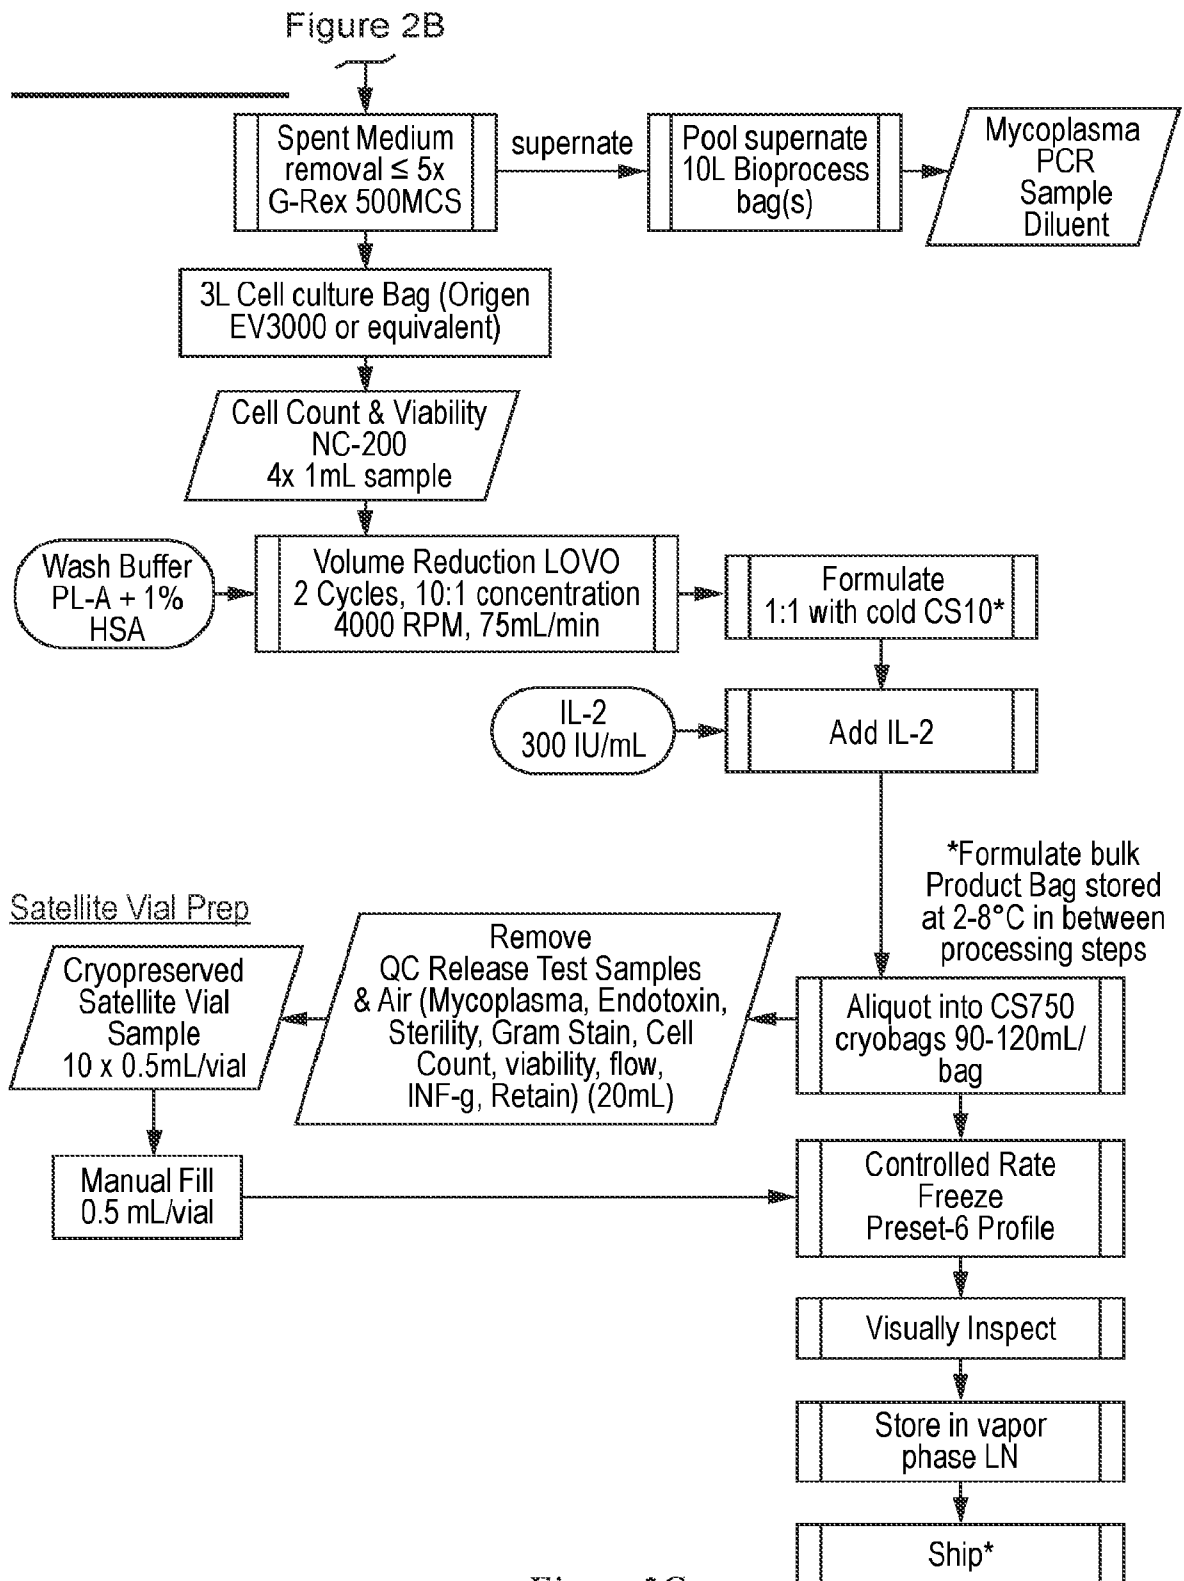 Figure 2B
Spent Medium
removal ≤ 5x
G-Rex 500MCS
supernate
Pool supernate
10L Bioprocess
bag(s)
Mycoplasma
PCR
Sample
Diluent
3L Cell culture Bag (Origen
EV3000 or equivalent)
Cell Count & Viability
NC-200
4x 1mL sample
Wash Buffer
PL-A + 1%
HSA
Volume Reduction LOVO
2 Cycles, 10:1 concentration
4000 RPM, 75mL/min
Formulate
1:1 with cold CS10*
IL-2
300 IU/mL
Add IL-2
*Formulate bulk
Product Bag stored
at 2-8°C in between
processing steps
Satellite Vial Prep
Cryopreserved
Satellite Vial
Sample
10 x 0.5mL/vial
Remove
QC Release Test Samples
& Air (Mycoplasma, Endotoxin,
Sterility, Gram Stain, Cell
Count, viability, flow,
INF-g, Retain) (20mL)
Aliquot into CS750
cryobags 90-120mL/
bag
Manual Fill
0.5 mL/vial
Controlled Rate
Freeze
Preset-6 Profile
Visually Inspect
Store in vapor
phase LN
Ship*